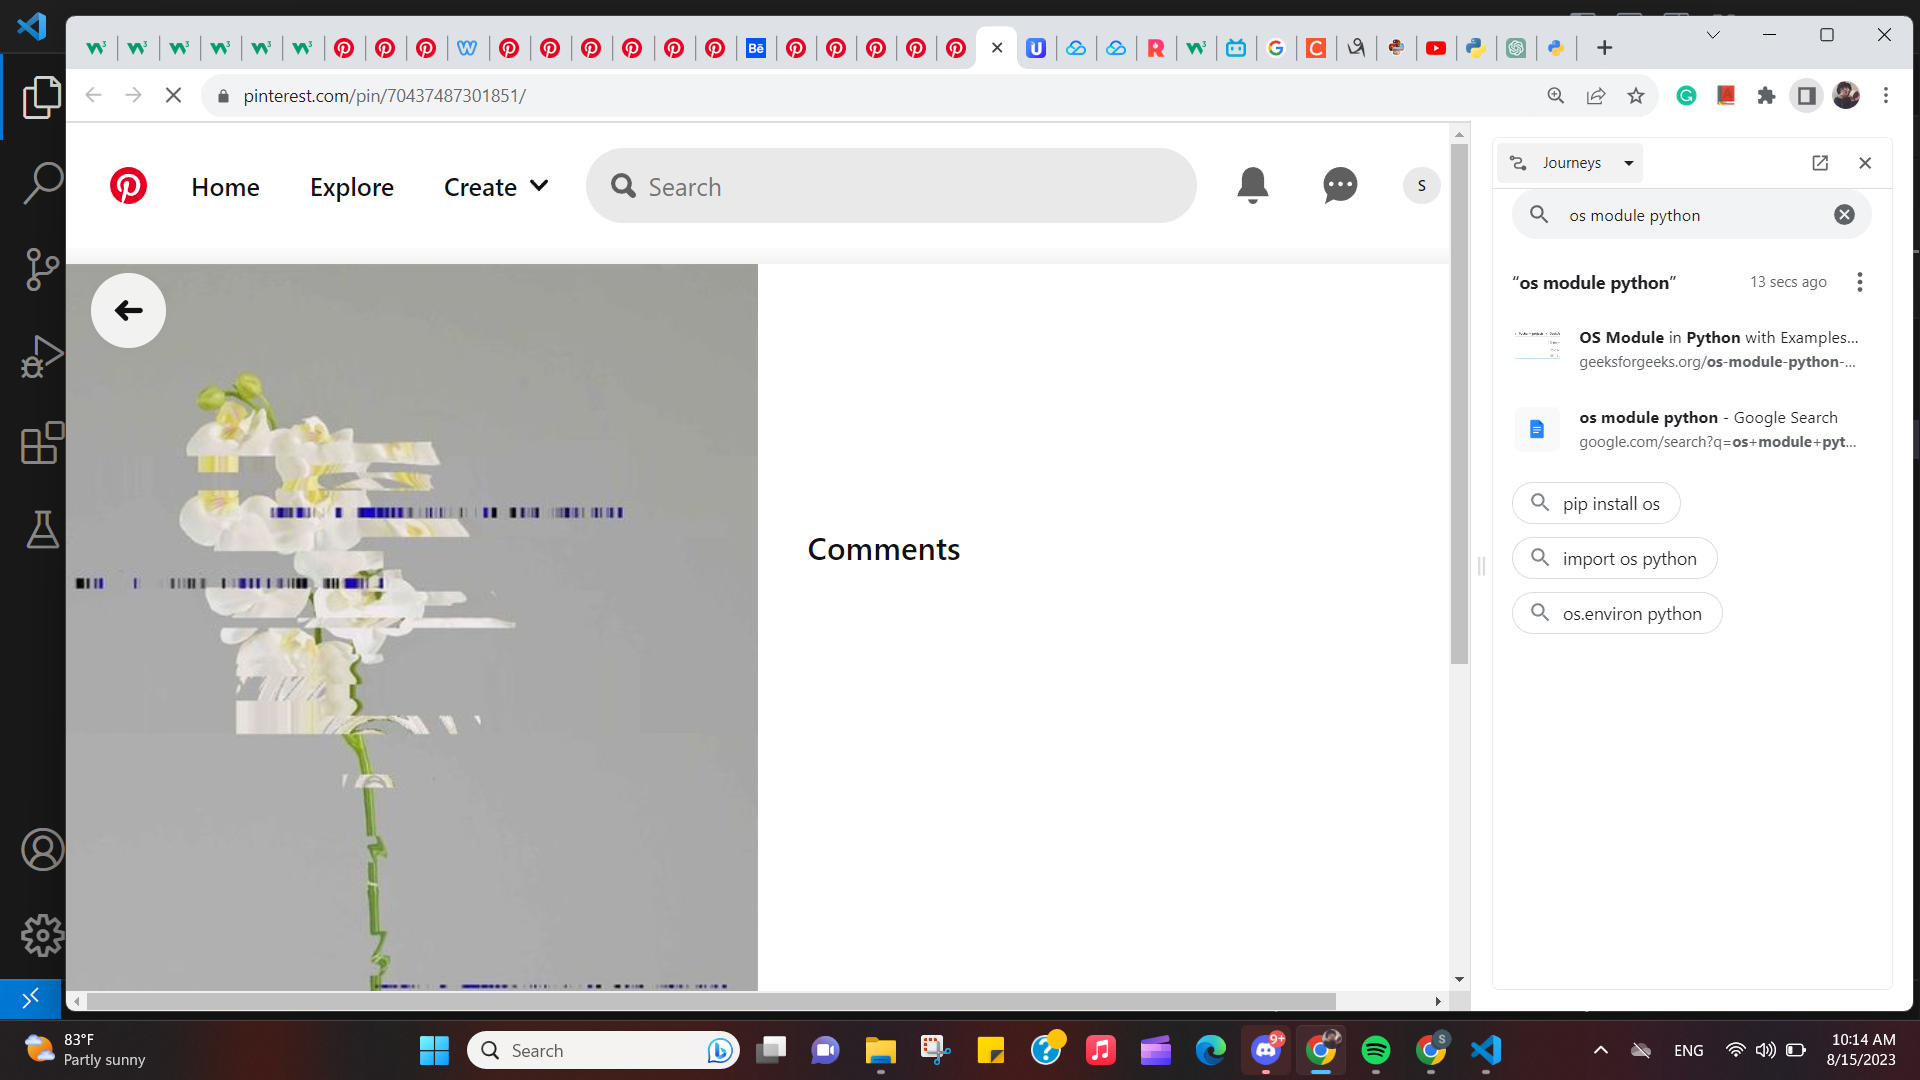 pinterest.com/pin/70437487301851/
Home
Explore
Create
Search
S
Comments
Journeys
os module python
“os module python”
13 secs ago
OS Module in Python with Examples...
geeksforgeeks.org/os-module-python-...
os module python - Google Search
google.com/search?q=os+module+pyt...
pip install os
import os python
os.environ python
83°F
Partly sunny
Search
9+
S
ENG
10:14 AM
8/15/2023